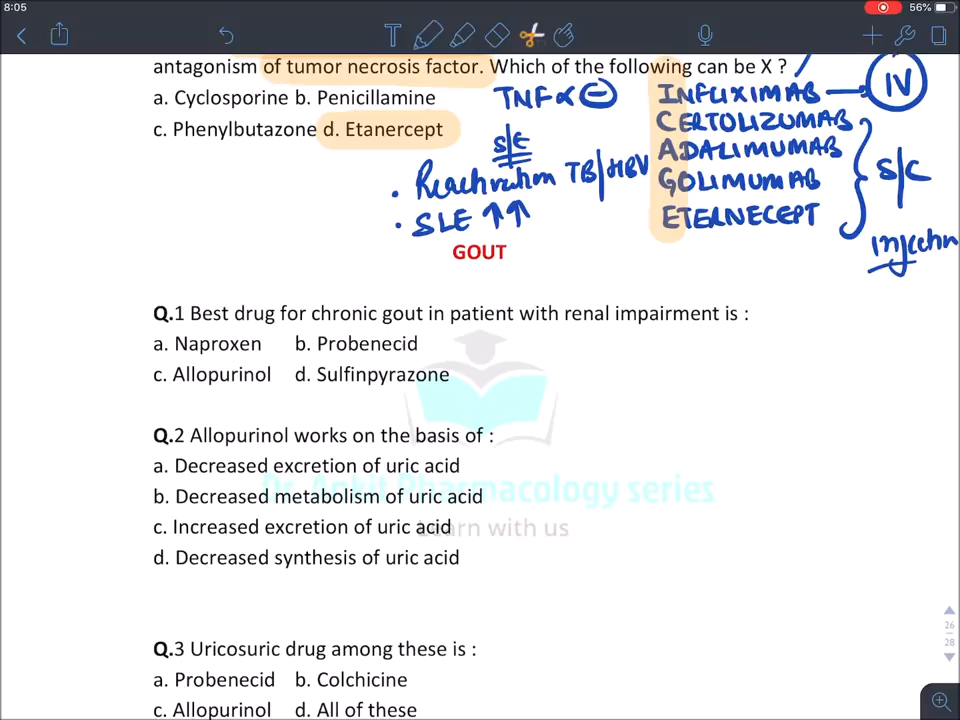 8:05
56%
antagonism of tumor necrosis factor. Which of the following can be X ?
a. Cyclosporine b. Penicillamine
c. Phenylbutazone d. Etanercept
TNFα ⊖
S/E
• Reactivation TB/HBV
• SLE ↑↑
INFLIXIMAB → IV
CERTOLIZUMAB
ADALIMUMAB
GOLIMUMAB
ETERNECEPT
S/C
Injectn
GOUT
Q.1 Best drug for chronic gout in patient with renal impairment is :
a. Naproxen b. Probenecid
c. Allopurinol d. Sulfinpyrazone
Q.2 Allopurinol works on the basis of :
a. Decreased excretion of uric acid
Dr. Ankit Pharmacology series
b. Decreased metabolism of uric acid
c. Increased excretion of uric acid
Learn with us
d. Decreased synthesis of uric acid
Q.3 Uricosuric drug among these is :
a. Probenecid b. Colchicine
c. Allopurinol d. All of these
26
28